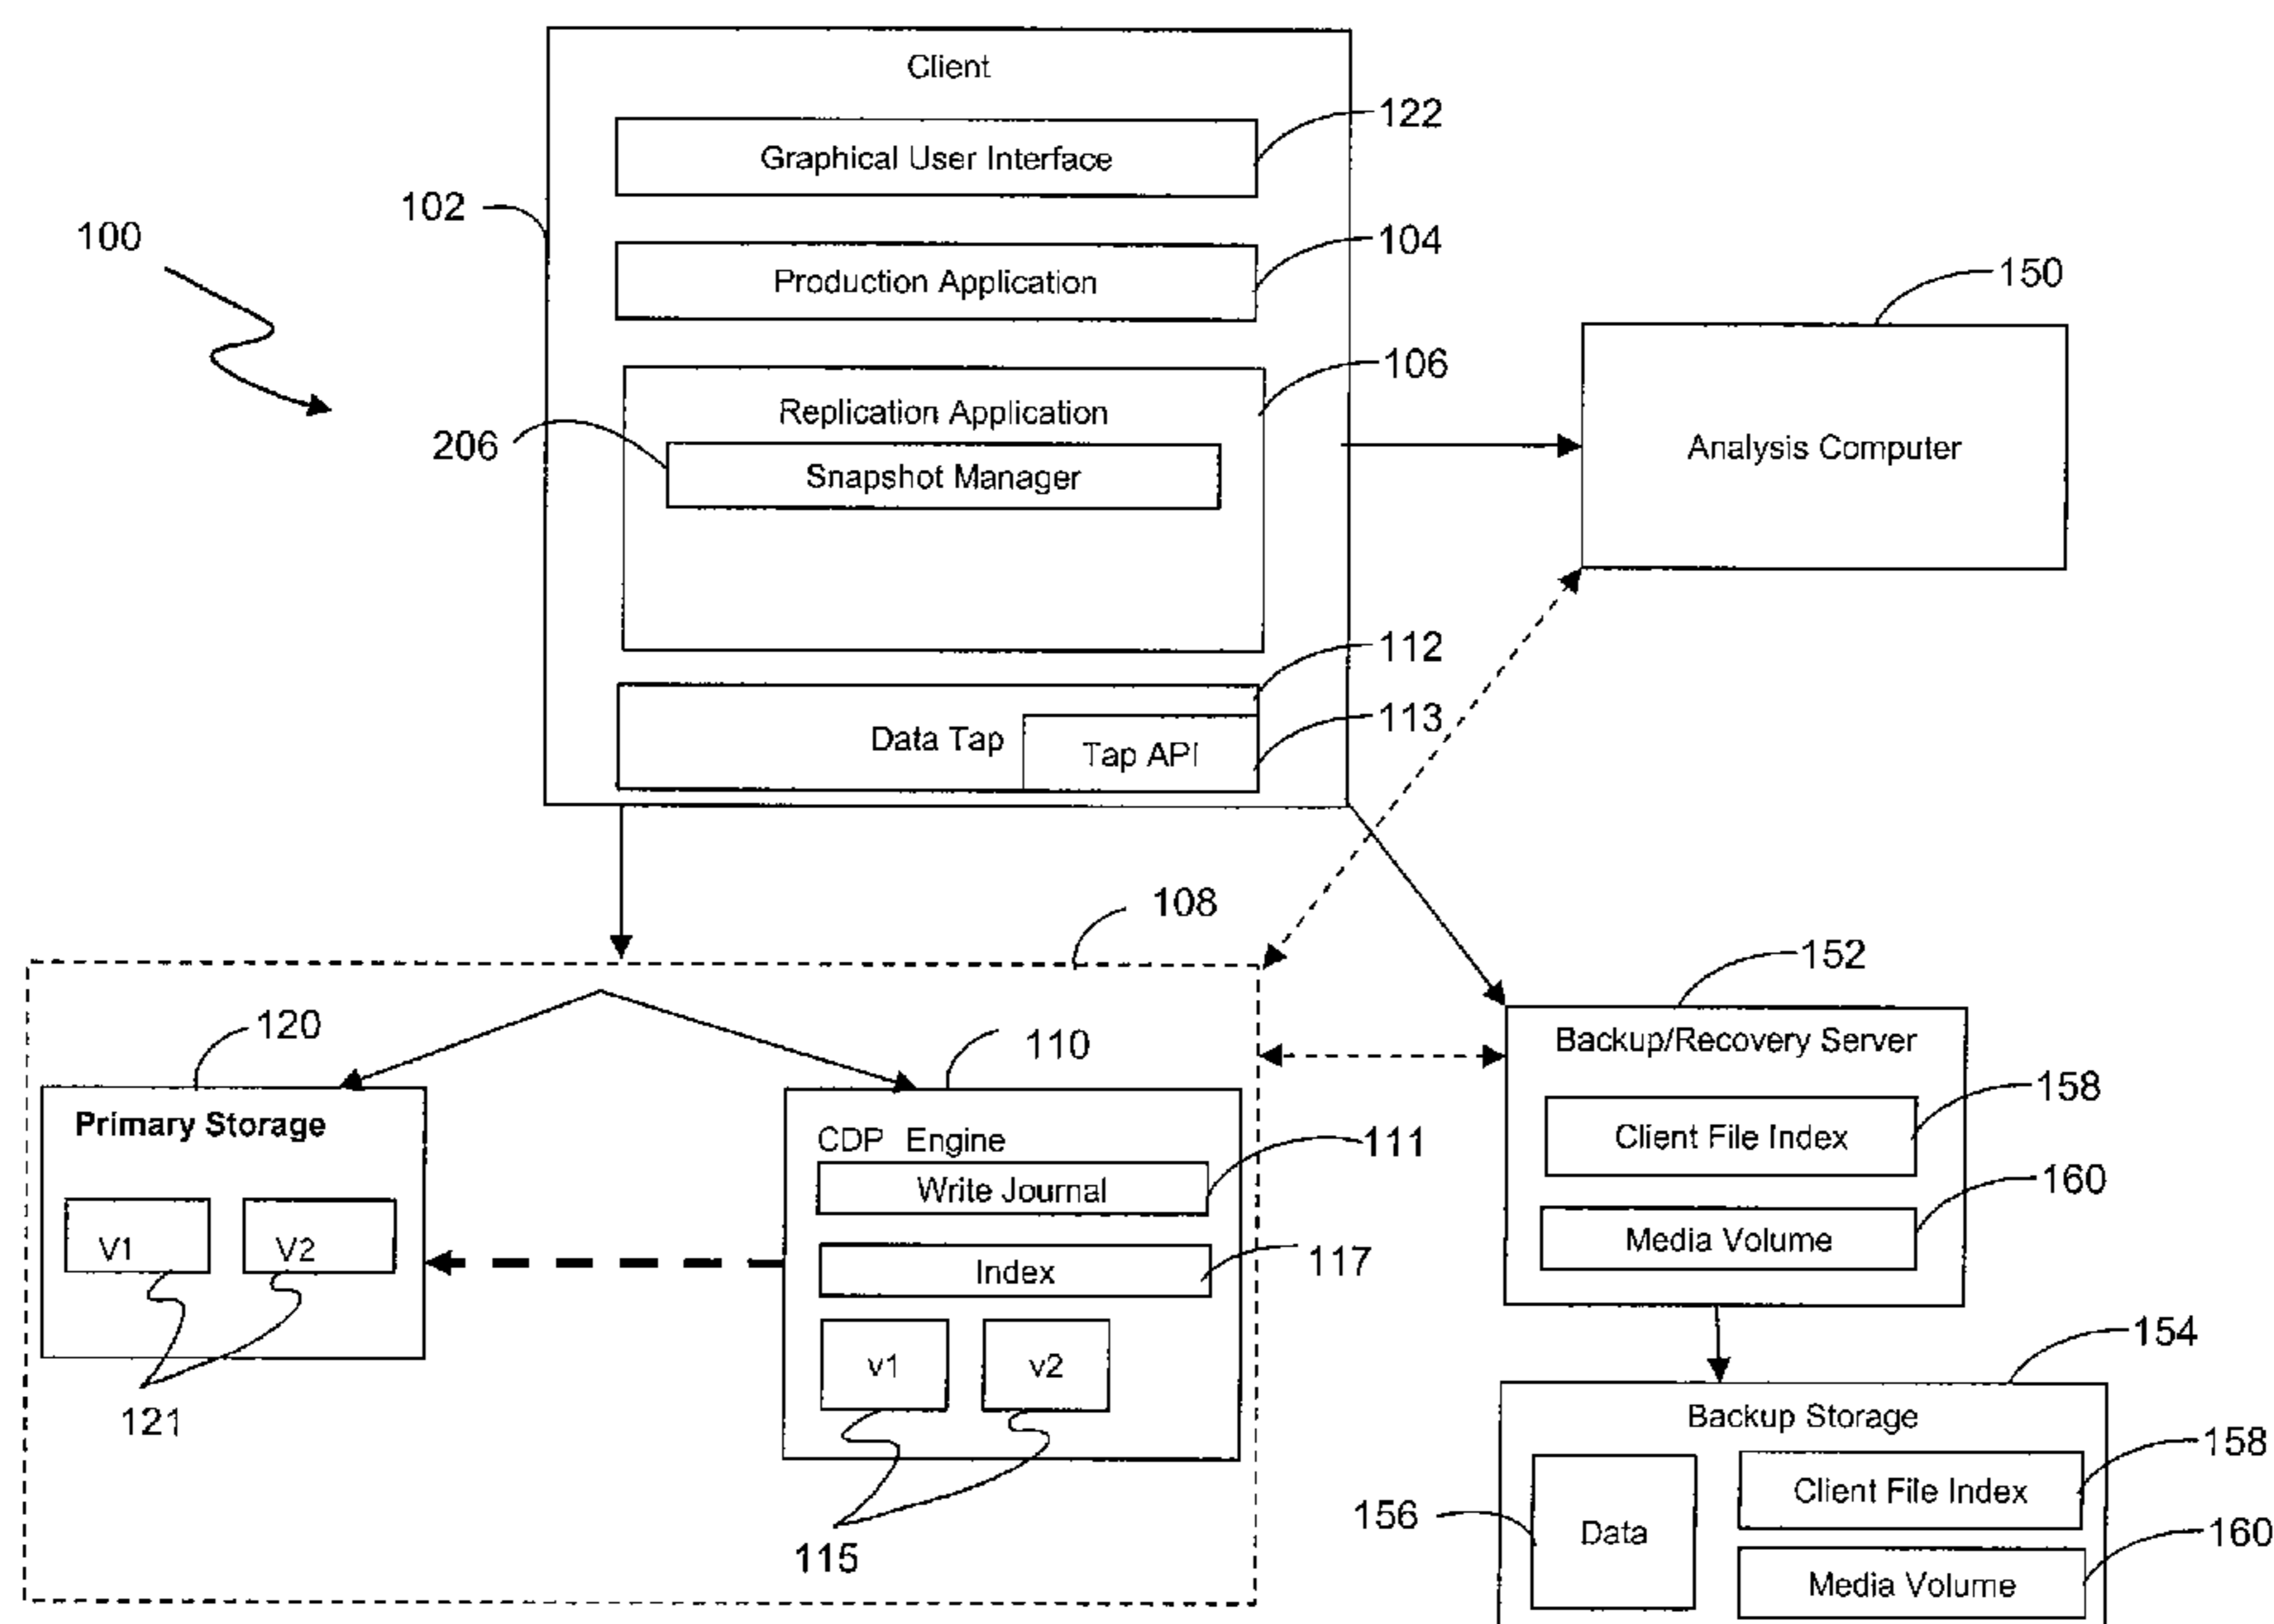 Client
122
Graphical User Interface
102
100
104
Production Application
150
106
Replication Application
206
Snapshot Manager
Analysis Computer
112
113
Data Tap
Tap API
108
152
120
110
Backup/Recovery Server
Primary Storage
158
CDP Engine
111
Client File Index
Write Journal
160
V1
V2
Media Volume
117
Index
154
v1
v2
121
Backup Storage
158
Client File Index
156
Data
160
115
Media Volume